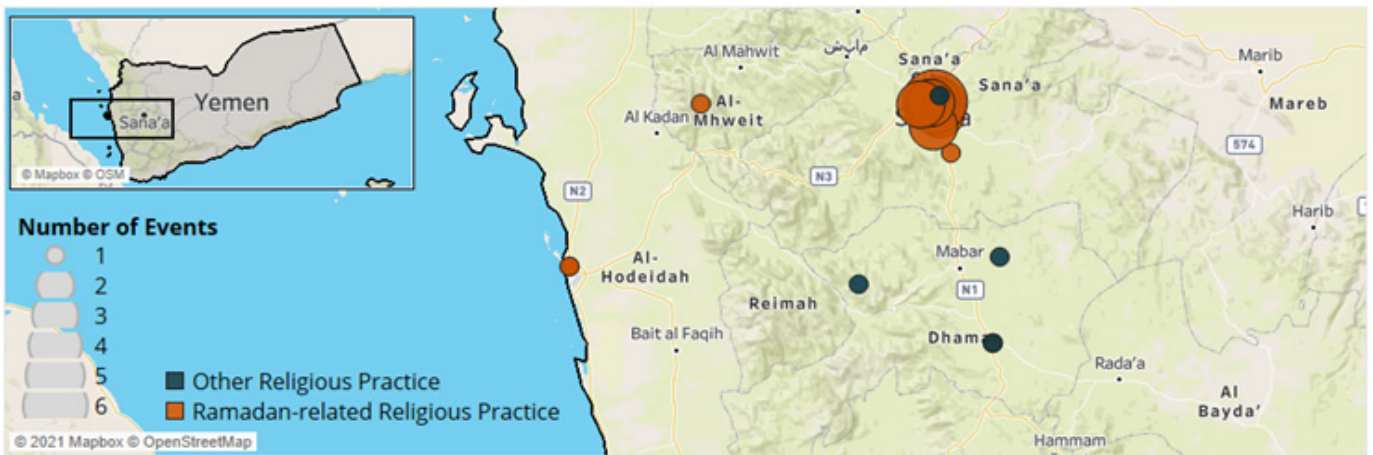 Yemen
Sana'a
© Mapbox © OSM
Number of Events
1
2
3
4
5
6
Other Religious Practice
Ramadan-related Religious Practice
© 2021 Mapbox © OpenStreetMap
Al Mahwit
Sana'a
Sana'a
Marib
Mareb
Al-
Mhweit
Al Kadan
574
N3
N2
Harib
Al-
Hodeidah
Mabar
N1
Reimah
Bait al Faqih
Rada'a
Al
Bayda'
Hammam